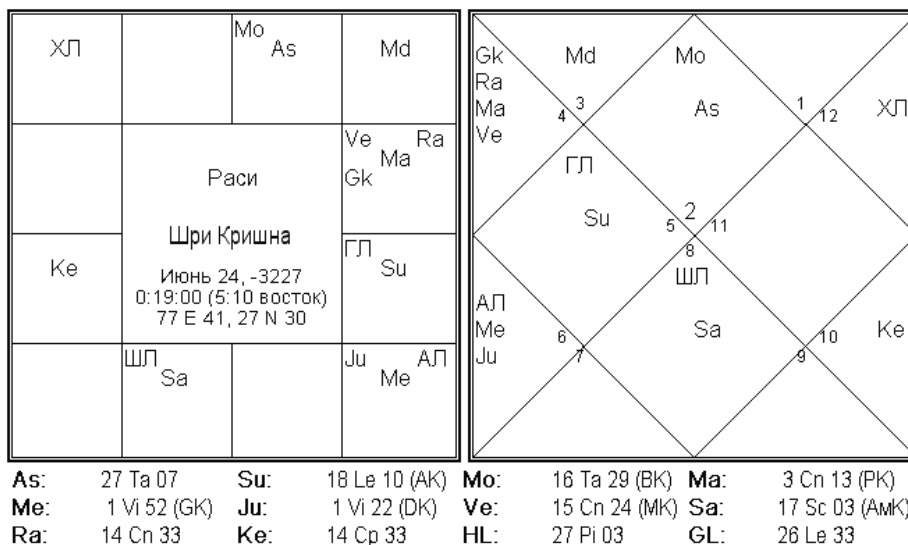 ХЛ
Mo
As
Md
Ve Ra
Ma
Gk
Раси
Шри Кришна
Июнь 24, -3227
0:19:00 (5:10 восток)
77 E 41, 27 N 30
Ke
ГЛ
Su
ШЛ
Sa
Ju АЛ
Me
Gk
Ra
Ma
Ve
Md
Mo
As
3
4
1
12
ХЛ
ГЛ
Su
2
5
11
8
ШЛ
Sa
АЛ
Me
Ju
6
7
10
9
Ke
As: 27 Ta 07 Su: 18 Le 10 (AK) Mo: 16 Ta 29 (BK) Ma: 3 Cn 13 (PK)
Me: 1 Vi 52 (GK) Ju: 1 Vi 22 (DK) Ve: 15 Cn 24 (MK) Sa: 17 Sc 03 (АмК)
Ra: 14 Cn 33 Ke: 14 Cp 33 HL: 27 Pi 03 GL: 26 Le 33